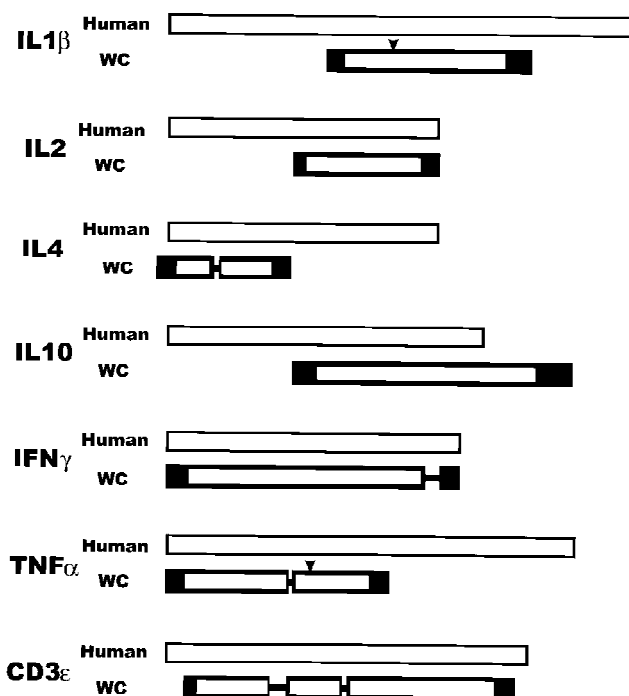 Human
IL1β
WC
Human
IL2
WC
Human
IL4
WC
Human
IL10
WC
Human
IFNγ
WC
Human
TNFα
WC
Human
CD3ε
WC